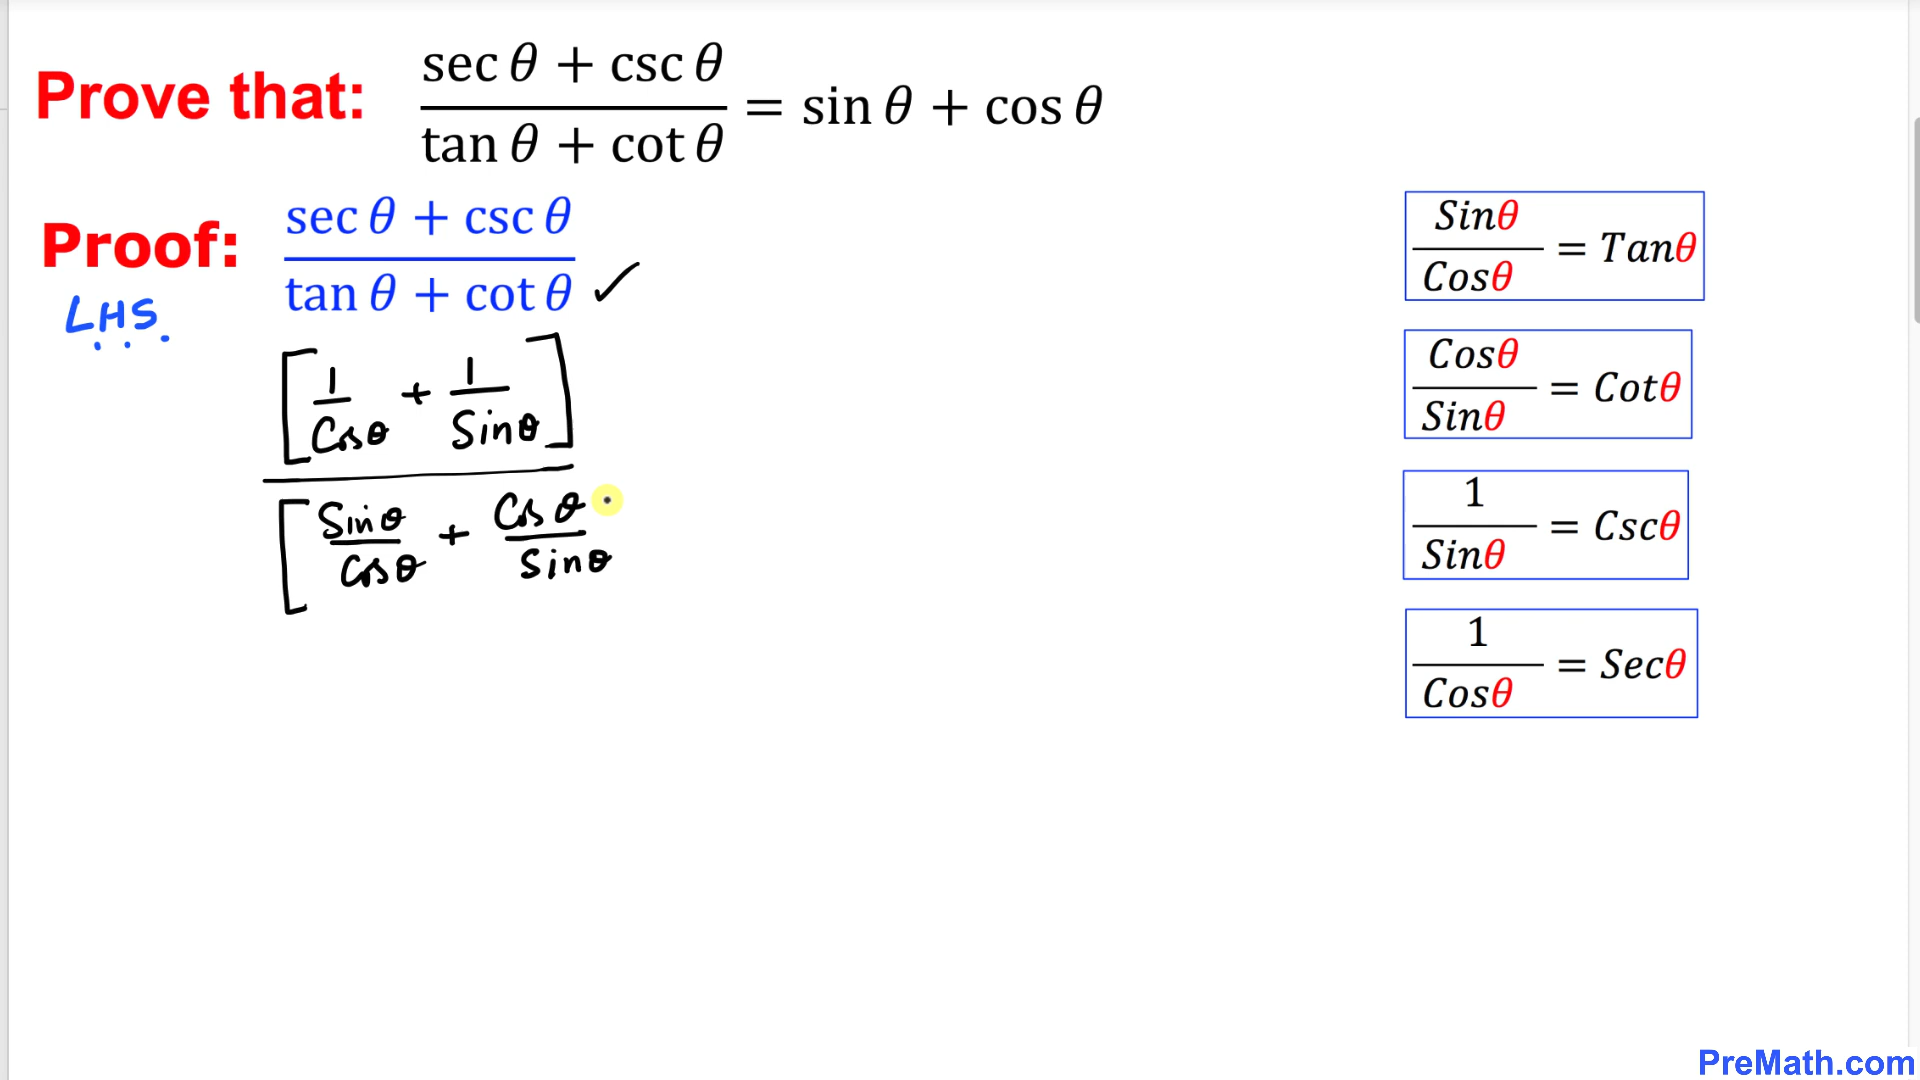 Prove that: (sec θ + csc θ)/(tan θ + cot θ) = sin θ + cos θ
Proof: (sec θ + csc θ)/(tan θ + cot θ) ✓
LHS
[1/Cosθ + 1/Sinθ]
[Sinθ/Cosθ + Cosθ/Sinθ
Sinθ/Cosθ = Tanθ
Cosθ/Sinθ = Cotθ
1/Sinθ = Cscθ
1/Cosθ = Secθ
PreMath.com